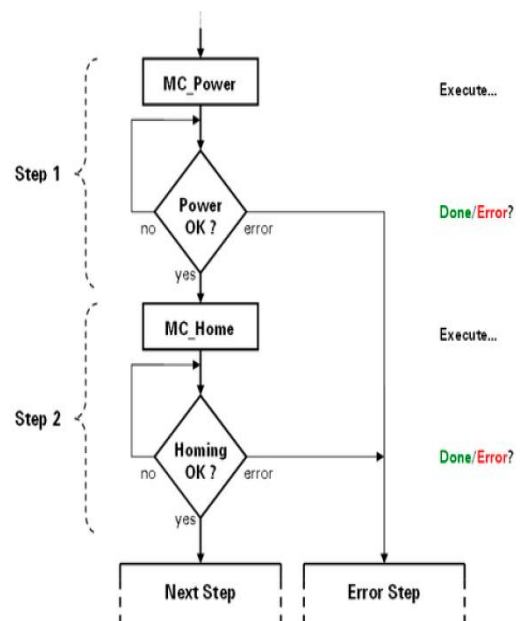 MC_Power
Execute...
Step 1
Power
OK ?
no
error
Done/Error?
yes
MC_Home
Execute...
Step 2
Homing
OK ?
no
error
Done/Error?
yes
Next Step
Error Step